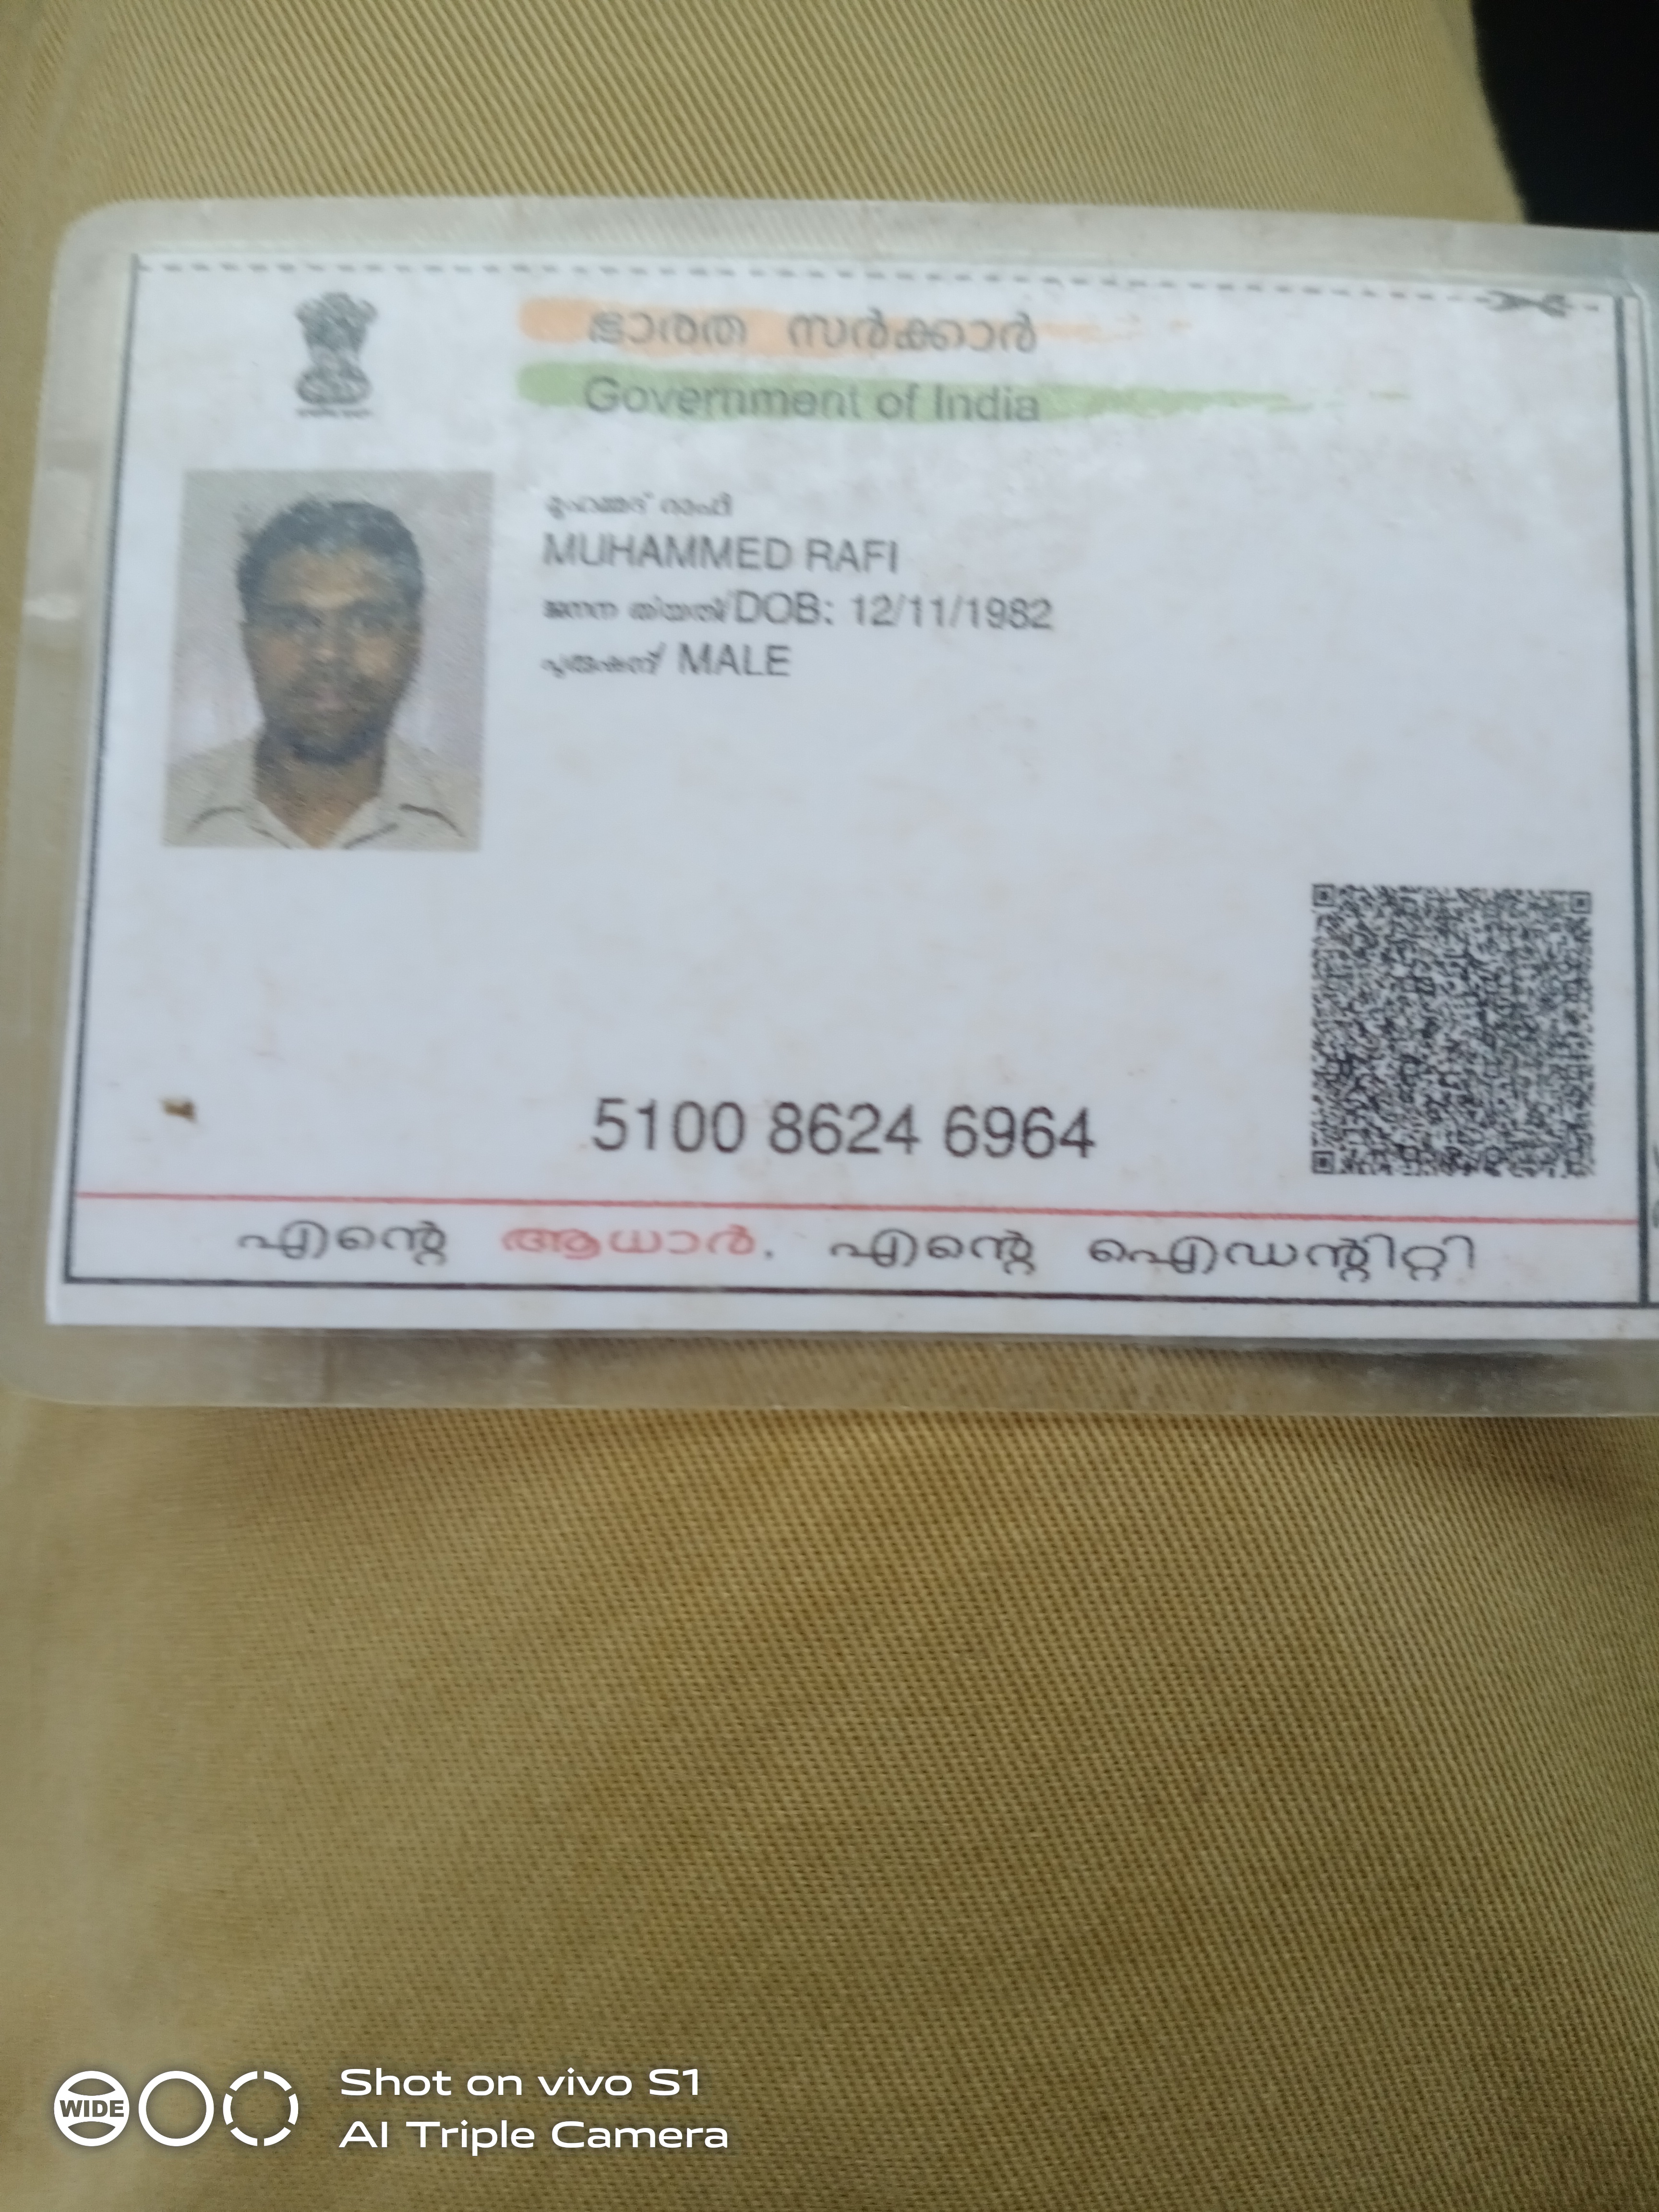 ഭാരത സർക്കാർ
Government of India
മുഹമ്മദ് റാഫി
MUHAMMED RAFI
ജനന തിയതി/DOB: 12/11/1982
പുരുഷന്/ MALE
5100 8624 6964
എന്റെ ആധാർ, എന്റെ ഐഡന്റിറ്റി
WIDE
Shot on vivo S1
AI Triple Camera